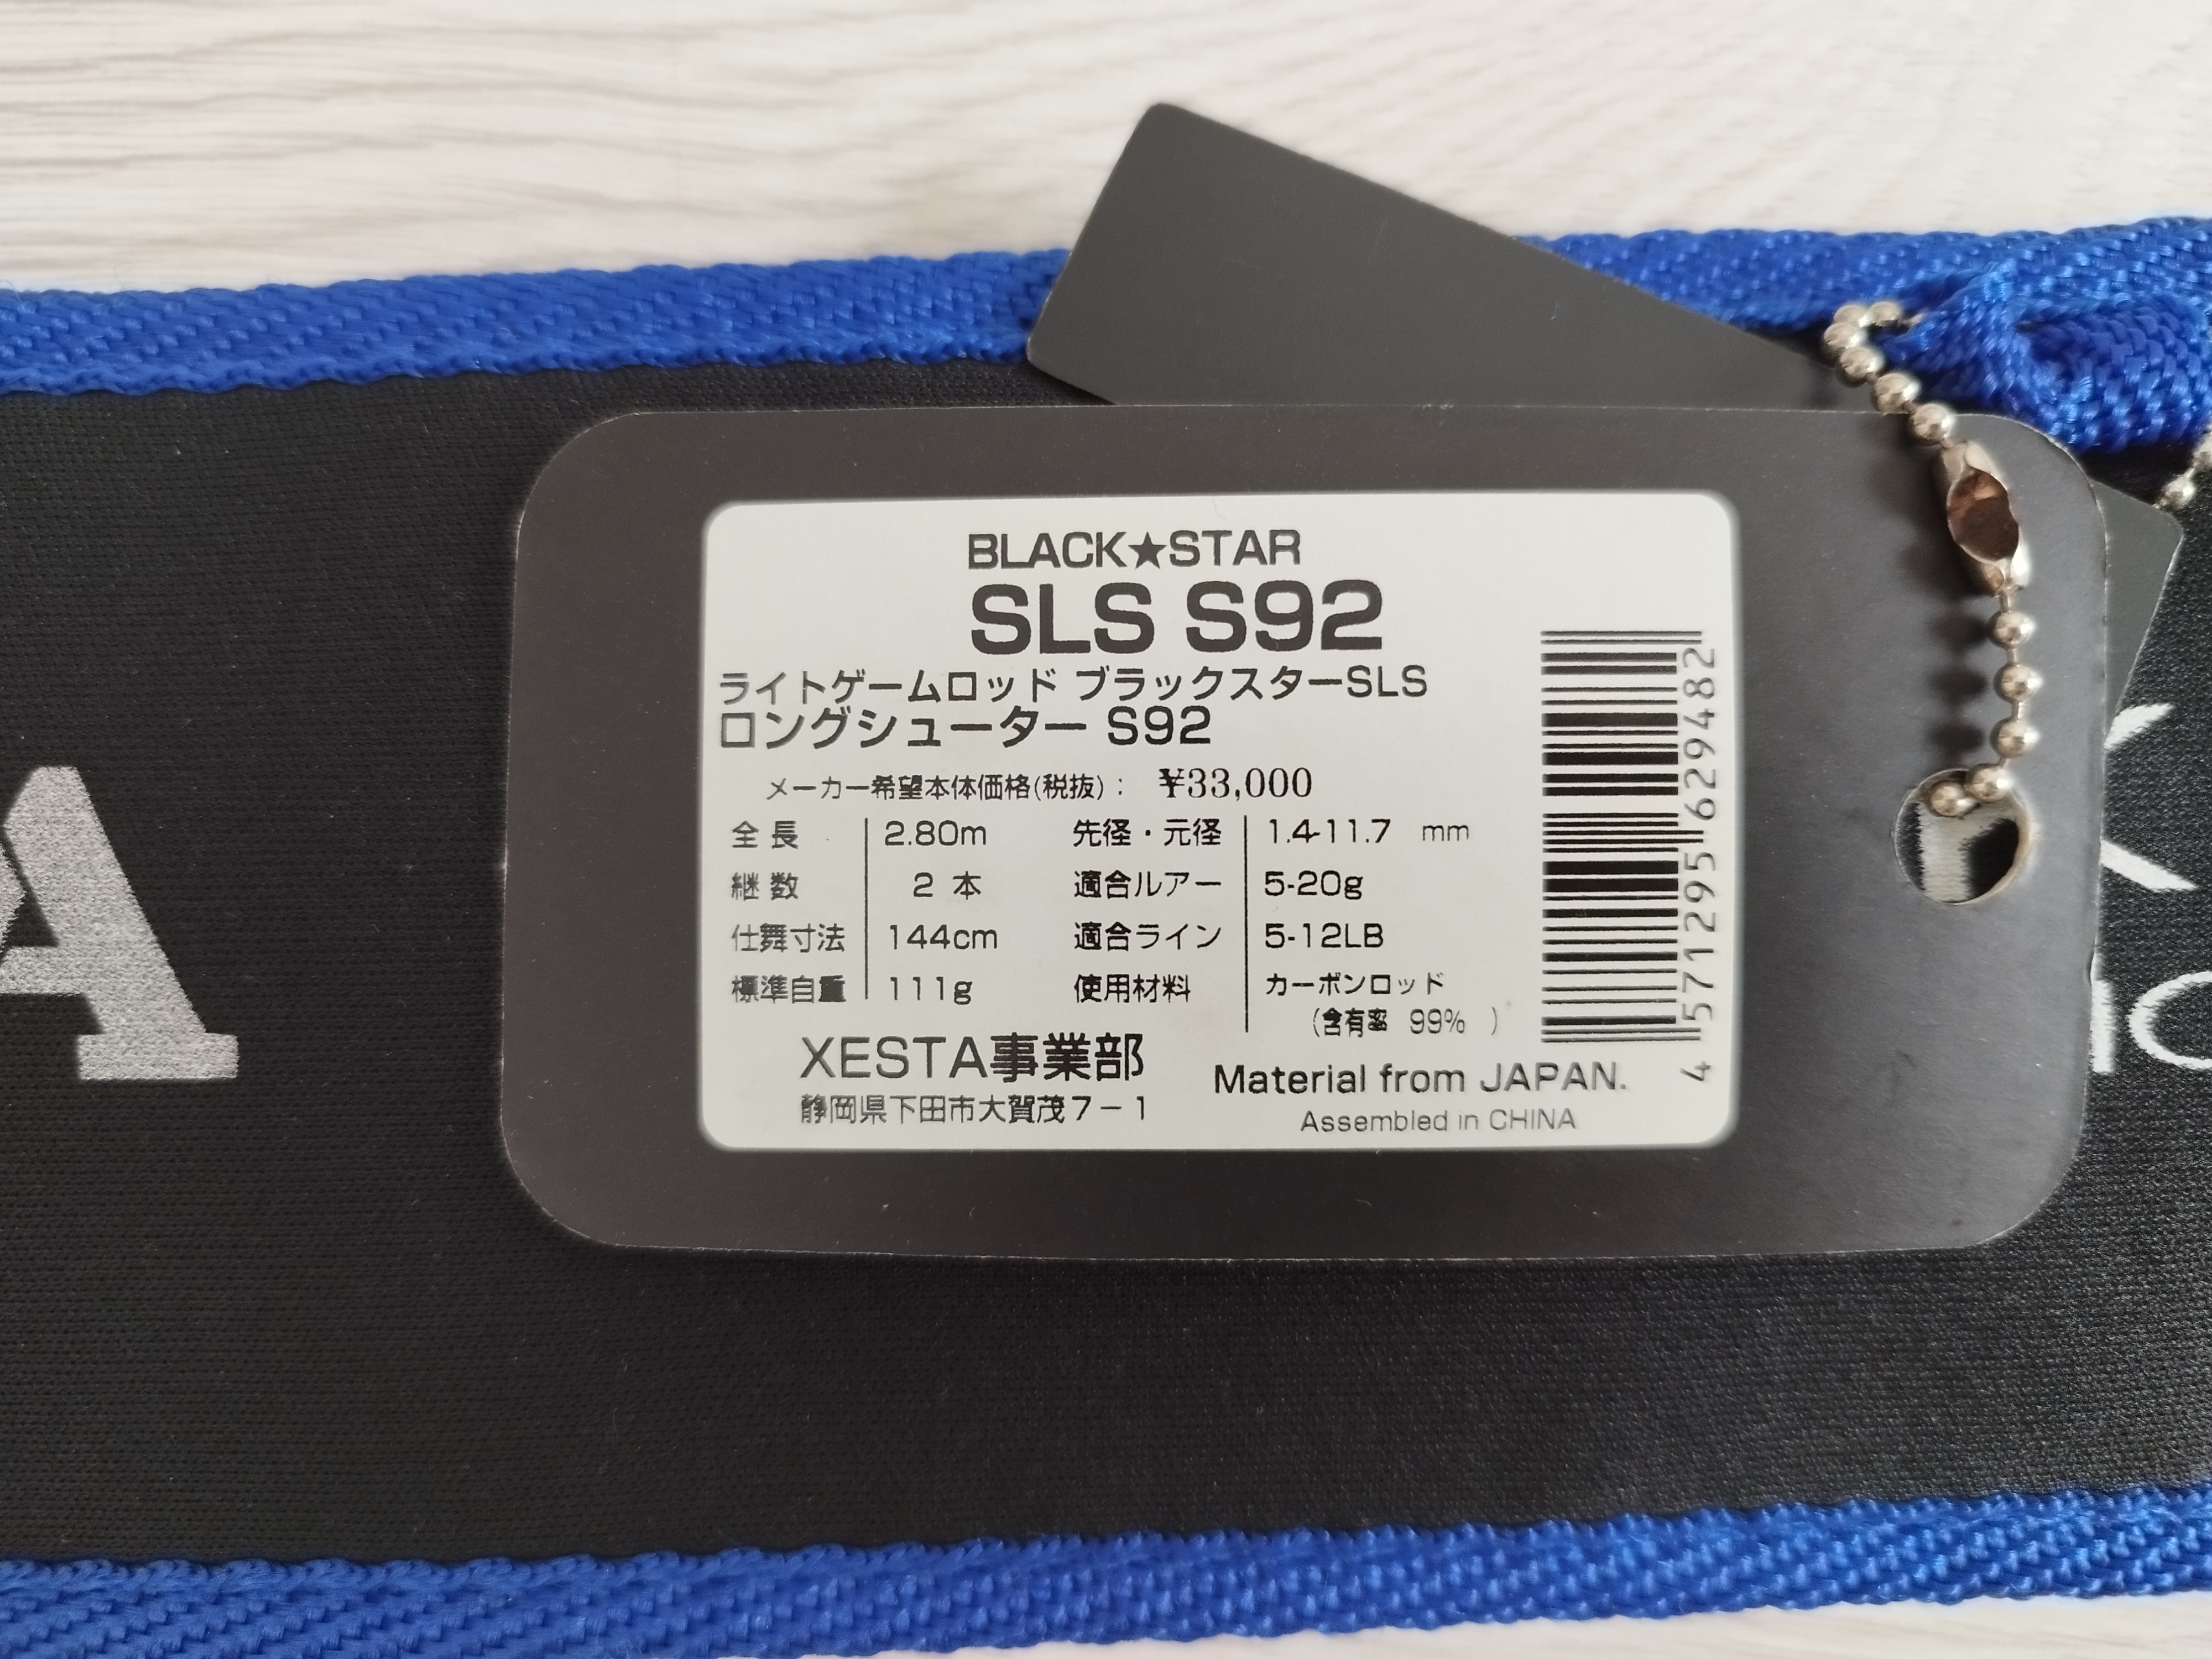 BLACK★STAR
SLS S92
ライトゲームロッド ブラックスターSLS
ロングシューター S92
メーカー希望本体価格(税抜): ¥33,000
全長 2.80m 先径・元径 1.4-11.7 mm
継数 2 本 適合ルアー 5-20g
仕舞寸法 144cm 適合ライン 5-12LB
標準自重 111g 使用材料 カーボンロッド
(含有率 99% )
XESTA事業部
静岡県下田市大賀茂7-1
Material from JAPAN.
Assembled in CHINA
4 571295 629482
A